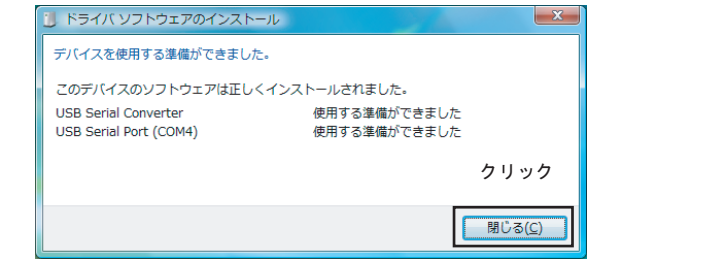 ドライバ ソフトウェアのインストール
デバイスを使用する準備ができました。
このデバイスのソフトウェアは正しくインストールされました。
USB Serial Converter 使用する準備ができました
USB Serial Port (COM4) 使用する準備ができました
クリック
閉じる(C)